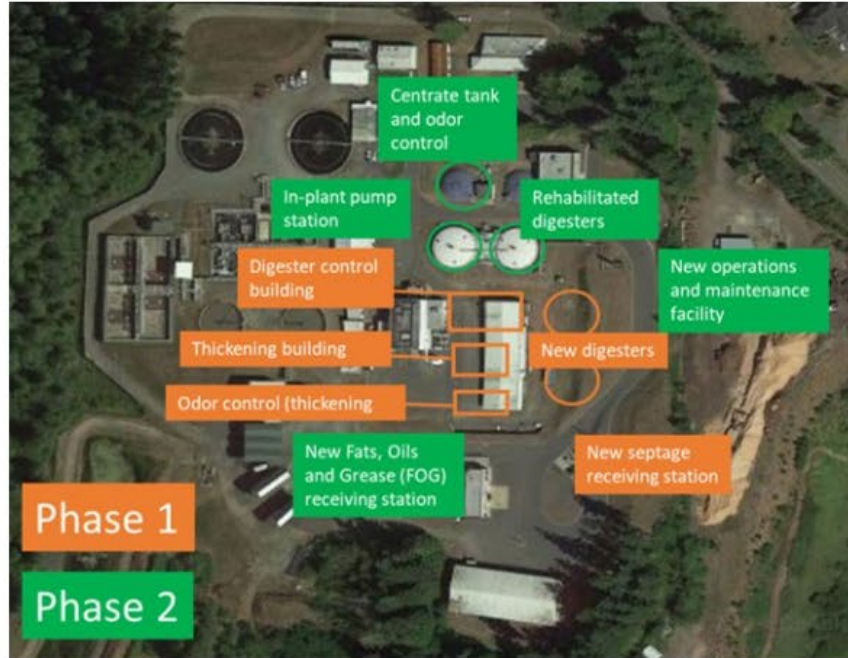 Centrate tank
and odor
control
In-plant pump
station
Rehabilitated
digesters
Digester control
building
New operations
and maintenance
facility
Thickening building
New digesters
Odor control (thickening
New Fats, Oils
and Grease (FOG)
receiving station
New septage
receiving station
Phase 1
Phase 2